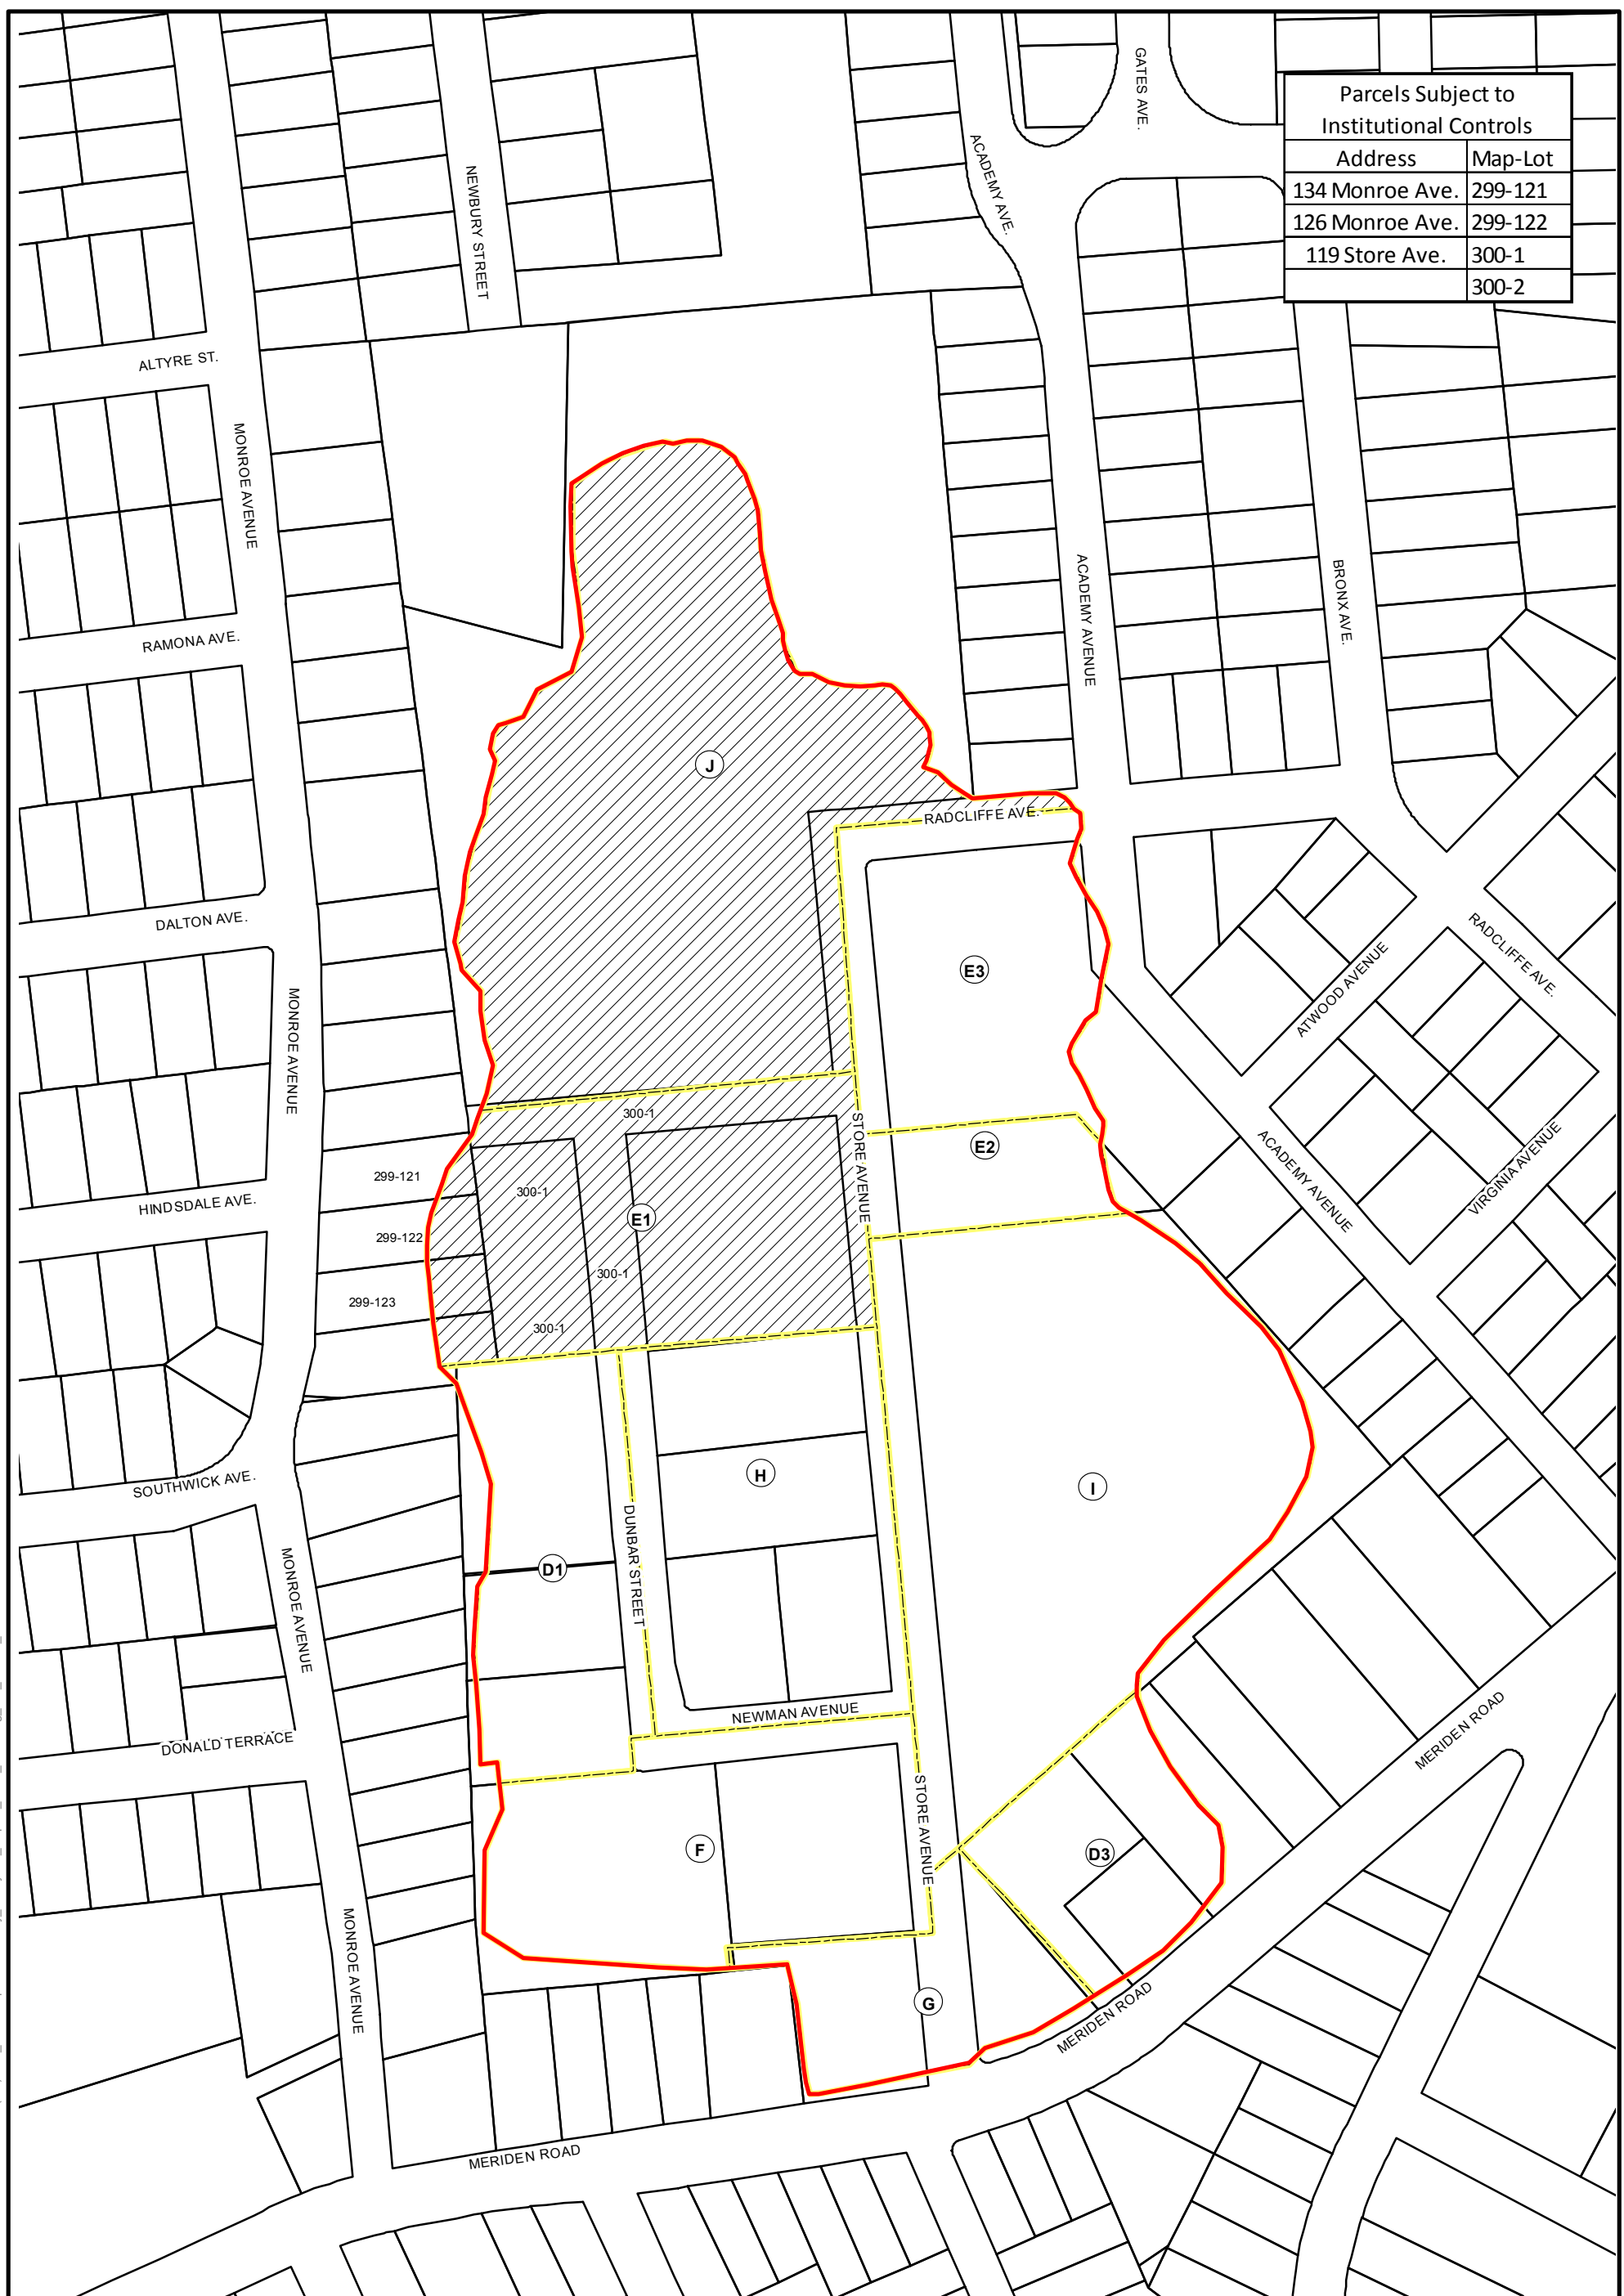 GATES AVE.
Parcels Subject to
Institutional Controls
Address Map-Lot
134 Monroe Ave. 299-121
126 Monroe Ave. 299-122
119 Store Ave. 300-1
300-2
ACADEMY AVE.
NEWBURY STREET
ALTYRE ST.
MONROE AVENUE
ACADEMY AVENUE
BRONX AVE.
RAMONA AVE.
J
RADCLIFFE AVE.
DALTON AVE.
E3
RADCLIFFE AVE.
ATWOOD AVENUE
MONROE AVENUE
300-1
STORE AVENUE
E2
ACADEMY AVENUE
VIRGINIA AVENUE
299-121
300-1
HINDSDALE AVE.
E1
299-122
300-1
299-123
300-1
SOUTHWICK AVE.
H
I
DUNBAR STREET
D1
MONROE AVENUE
NEWMAN AVENUE
DONALD TERRACE
MERIDEN ROAD
STORE AVENUE
F
D3
MONROE AVENUE
G
MERIDEN ROAD
MERIDEN ROAD